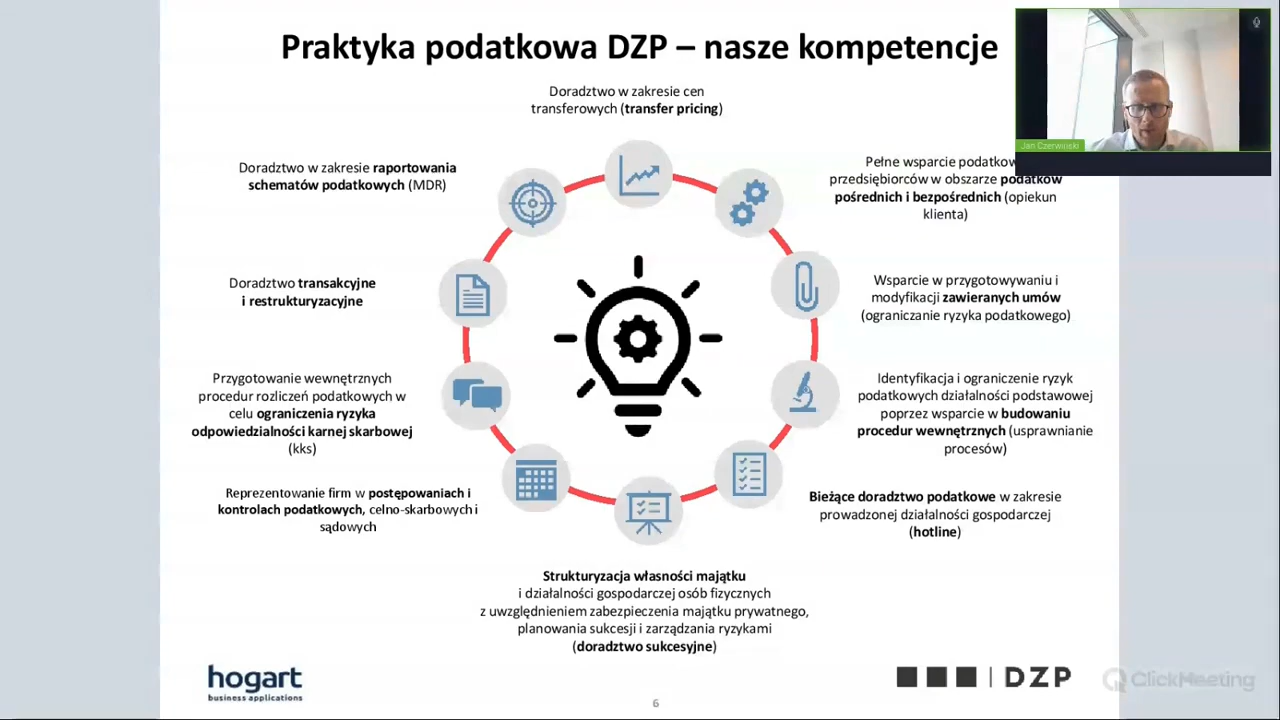 Praktyka podatkowa DZP – nasze kompetencje
Doradztwo w zakresie cen
transferowych (transfer pricing)
Jan Czerwiński
Doradztwo w zakresie raportowania
schematów podatkowych (MDR)
Pełne wsparcie
przedsiębiorców w obszarze podatków
pośrednich i bezpośrednich (opiekun
klienta)
Doradztwo transakcyjne
i restrukturyzacyjne
Wsparcie w przygotowywaniu i
modyfikacji zawieranych umów
(ograniczanie ryzyka podatkowego)
Przygotowanie wewnętrznych
procedur rozliczeń podatkowych w
celu ograniczenia ryzyka
odpowiedzialności karnej skarbowej
(kks)
Identyfikacja i ograniczenie ryzyk
podatkowych działalności podstawowej
poprzez wsparcie w budowaniu
procedur wewnętrznych (usprawnianie
procesów)
Reprezentowanie firm w postępowaniach i
kontrolach podatkowych, celno-skarbowych i
sądowych
Bieżące doradztwo podatkowe w zakresie
prowadzonej działalności gospodarczej
(hotline)
Strukturyzacja własności majątku
i działalności gospodarczej osób fizycznych
z uwzględnieniem zabezpieczenia majątku prywatnego,
planowania sukcesji i zarządzania ryzykami
(doradztwo sukcesyjne)
hogart
business applications
6
DZP
ClickMeeting